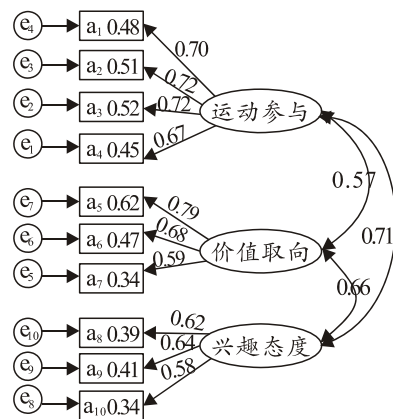 e₄ a₁ 0.48 0.70
e₃ a₂ 0.51 0.72
e₂ a₃ 0.52 0.72 运动参与
e₁ a₄ 0.45 0.67
0.57
e₇ a₅ 0.62 0.79
0.71
e₆ a₆ 0.47 0.68 价值取向
e₅ a₇ 0.34 0.59
0.66
e₁₀ a₈ 0.39 0.62
e₉ a₉ 0.41 0.64 兴趣态度
e₈ a₁₀ 0.34 0.58